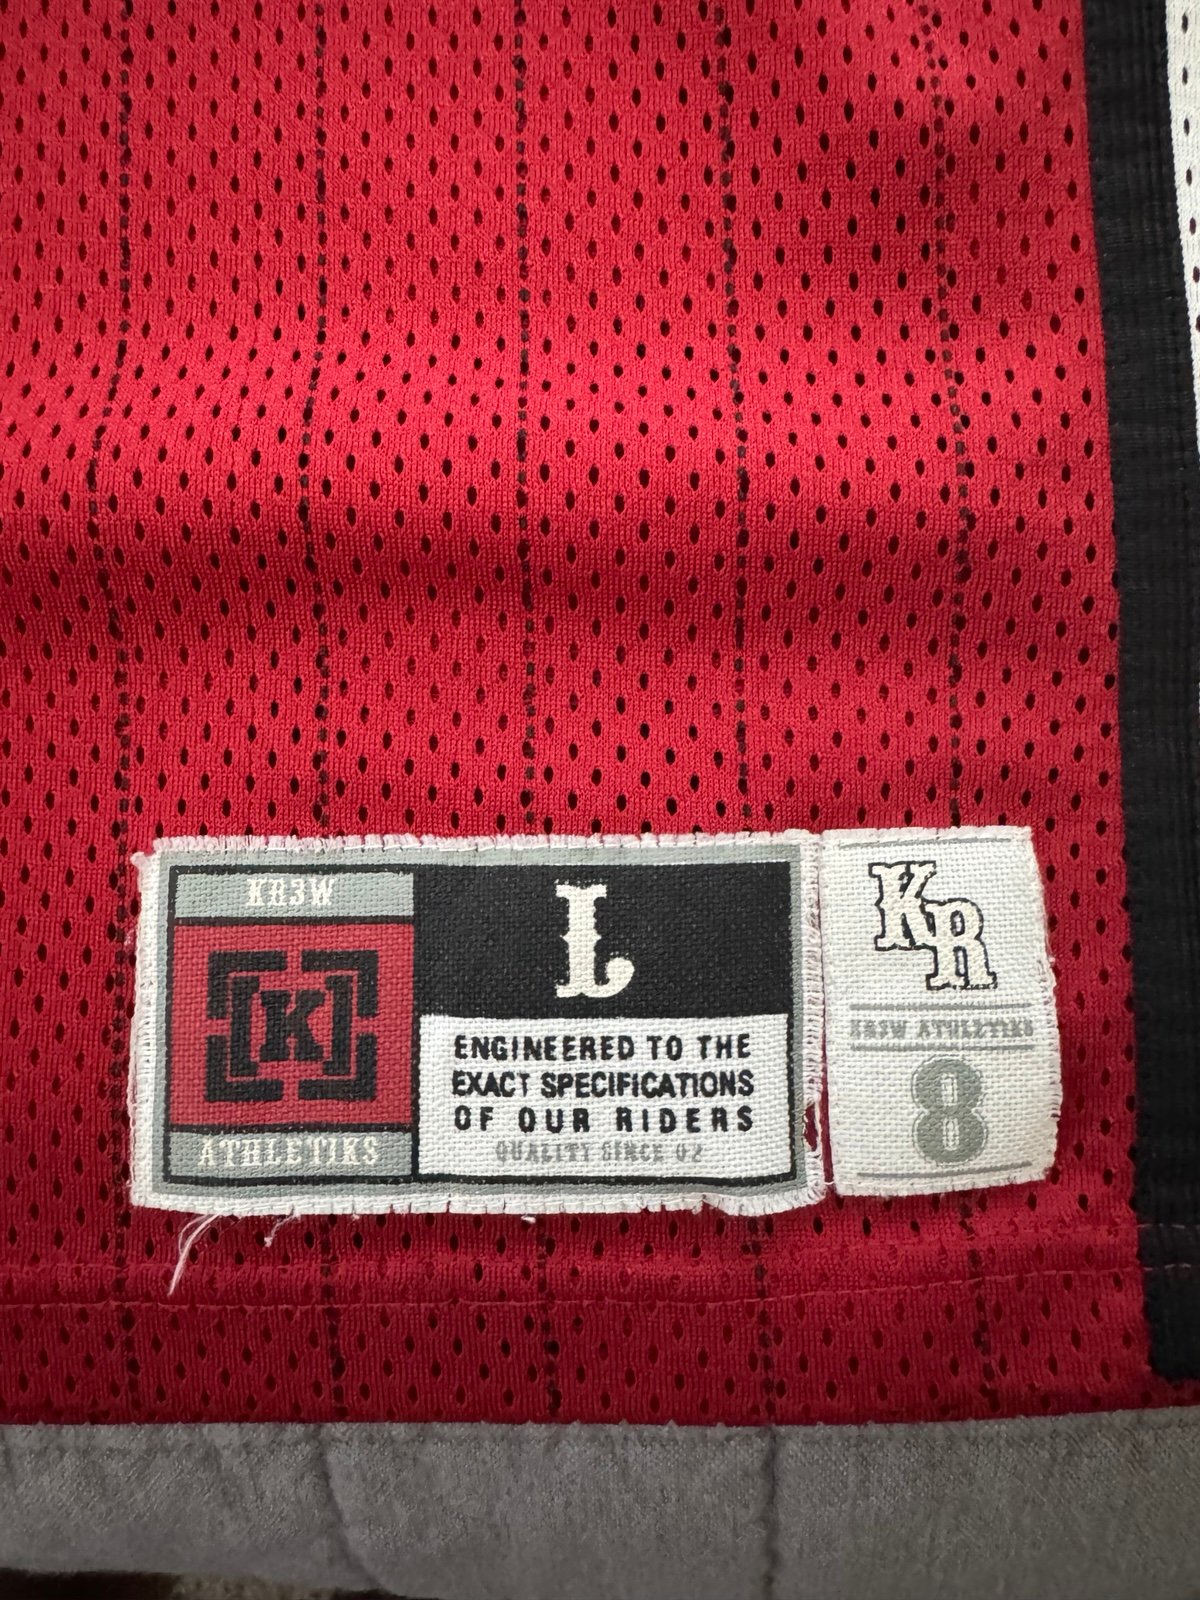 KR3W
[K]
ATHLETIKS
L
ENGINEERED TO THE
EXACT SPECIFICATIONS
OF OUR RIDERS
QUALITY SINCE 02
KR
KR3W ATHLETIKS
8